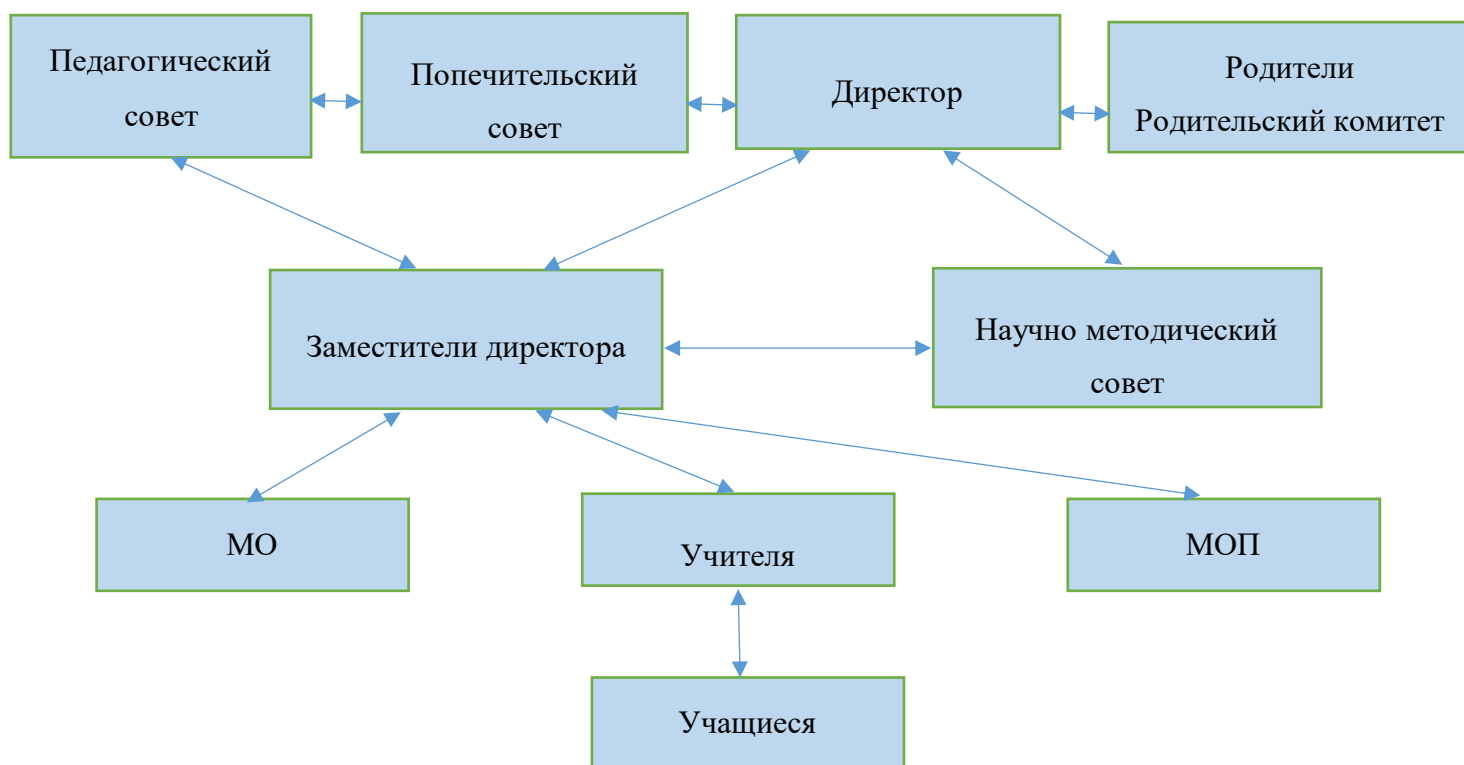 Педагогический
совет
Попечительский
совет
Директор
Родители
Родительский комитет
Заместители директора
Научно методический
совет
МО
Учителя
МОП
Учащиеся